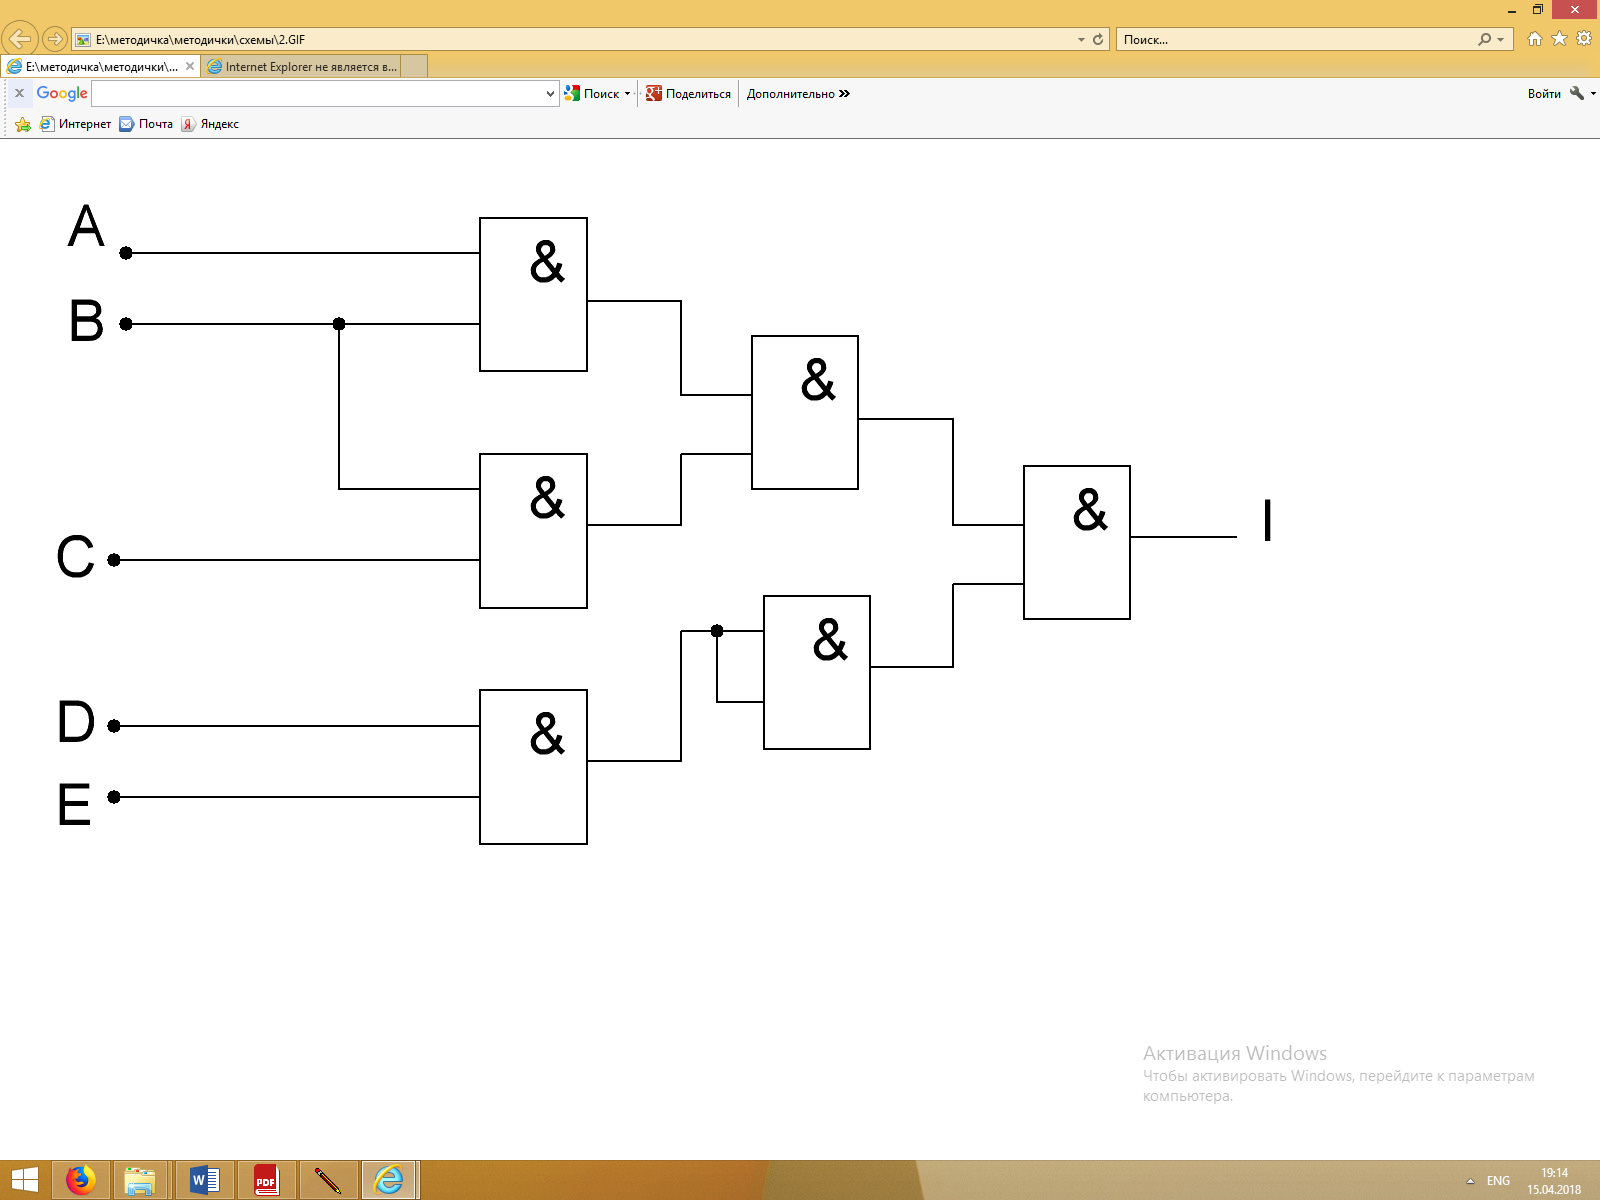 E:\методичка\методички\схемы\2.GIF
Поиск...
E:\методичка\методички\...
Internet Explorer не является в...
x Google
Поиск
Поделиться
Дополнительно
Войти
Интернет
Почта
Яндекс
A
&
B
&
&
&
I
C
&
D
&
E
Активация Windows
Чтобы активировать Windows, перейдите к параметрам
компьютера.
W
PDF
ENG
19:14
15.04.2018